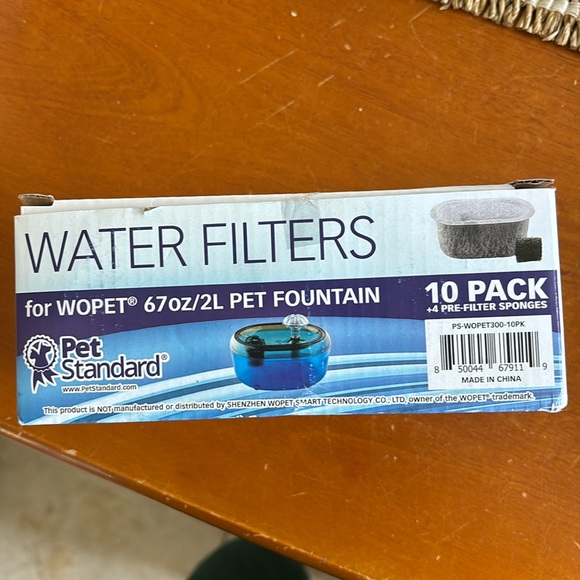 WATER FILTERS
for WOPET® 67oz/2L PET FOUNTAIN
10 PACK
+4 PRE-FILTER SPONGES
Pet
Standard®
www.PetStandard.com
PS-WOPET300-10PK
8 50044 67911 9
MADE IN CHINA
This product is NOT manufactured or distributed by SHENZHEN WOPET SMART TECHNOLOGY CO., LTD, owner of the WOPET® trademark.